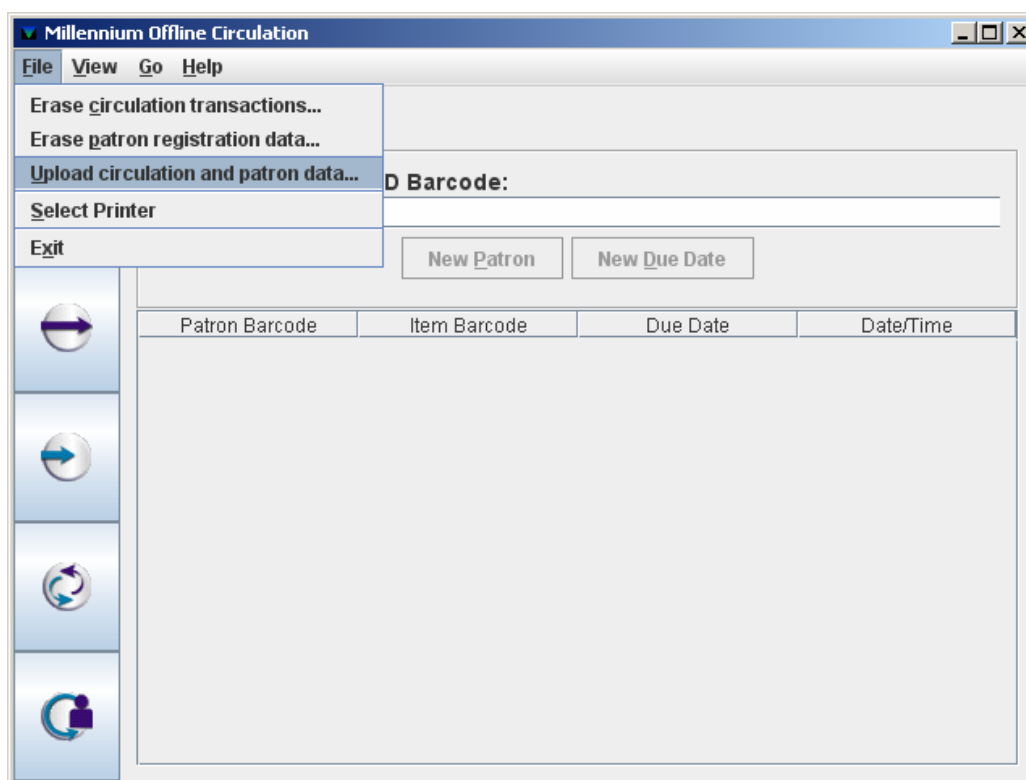 Millennium Offline Circulation
File View Go Help
Erase circulation transactions...
Erase patron registration data...
Upload circulation and patron data...
D Barcode:
Select Printer
Exit
New Patron New Due Date
Patron Barcode Item Barcode Due Date Date/Time